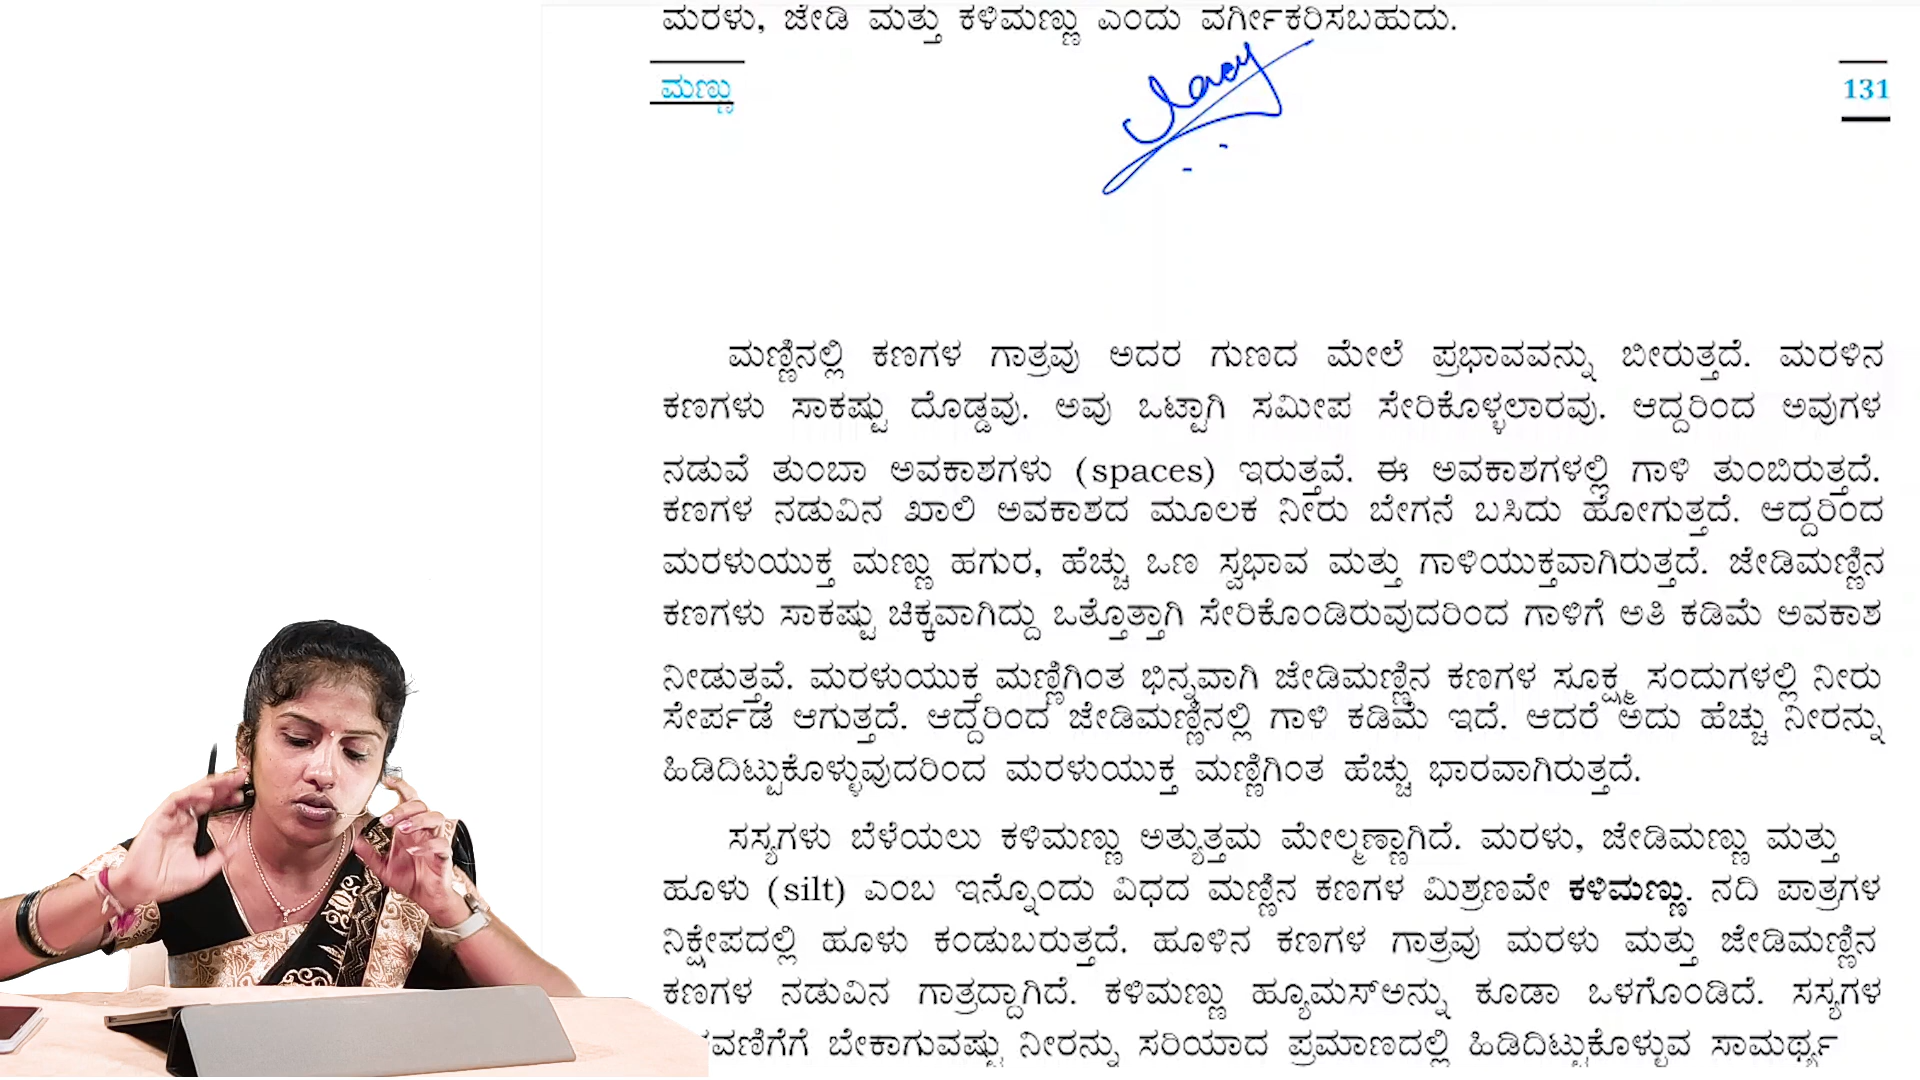 ಮರಳು, ಜೇಡಿ ಮತ್ತು ಕಳಿಮಣ್ಣು ಎಂದು ವರ್ಗೀಕರಿಸಬಹುದು.
ಮಣ್ಣು
131
ಮಣ್ಣಿನಲ್ಲಿ ಕಣಗಳ ಗಾತ್ರವು ಅದರ ಗುಣದ ಮೇಲೆ ಪ್ರಭಾವವನ್ನು ಬೀರುತ್ತದೆ. ಮರಳಿನ
ಕಣಗಳು ಸಾಕಷ್ಟು ದೊಡ್ಡವು. ಅವು ಒಟ್ಟಾಗಿ ಸಮೀಪ ಸೇರಿಕೊಳ್ಳಲಾರವು. ಆದ್ದರಿಂದ ಅವುಗಳ
ನಡುವೆ ತುಂಬಾ ಅವಕಾಶಗಳು (spaces) ಇರುತ್ತವೆ. ಈ ಅವಕಾಶಗಳಲ್ಲಿ ಗಾಳಿ ತುಂಬಿರುತ್ತದೆ.
ಕಣಗಳ ನಡುವಿನ ಖಾಲಿ ಅವಕಾಶದ ಮೂಲಕ ನೀರು ಬೇಗನೆ ಬಸಿದು ಹೋಗುತ್ತದೆ. ಆದ್ದರಿಂದ
ಮರಳುಯುಕ್ತ ಮಣ್ಣು ಹಗುರ, ಹೆಚ್ಚು ಒಣ ಸ್ವಭಾವ ಮತ್ತು ಗಾಳಿಯುಕ್ತವಾಗಿರುತ್ತದೆ. ಜೇಡಿಮಣ್ಣಿನ
ಕಣಗಳು ಸಾಕಷ್ಟು ಚಿಕ್ಕವಾಗಿದ್ದು ಒತ್ತೊತ್ತಾಗಿ ಸೇರಿಕೊಂಡಿರುವುದರಿಂದ ಗಾಳಿಗೆ ಅತಿ ಕಡಿಮೆ ಅವಕಾಶ
ನೀಡುತ್ತವೆ. ಮರಳುಯುಕ್ತ ಮಣ್ಣಿಗಿಂತ ಭಿನ್ನವಾಗಿ ಜೇಡಿಮಣ್ಣಿನ ಕಣಗಳ ಸೂಕ್ಷ್ಮ ಸಂದುಗಳಲ್ಲಿ ನೀರು
ಸೇರ್ಪಡೆ ಆಗುತ್ತದೆ. ಆದ್ದರಿಂದ ಜೇಡಿಮಣ್ಣಿನಲ್ಲಿ ಗಾಳಿ ಕಡಿಮೆ ಇದೆ. ಆದರೆ ಅದು ಹೆಚ್ಚು ನೀರನ್ನು
ಹಿಡಿದಿಟ್ಟುಕೊಳ್ಳುವುದರಿಂದ ಮರಳುಯುಕ್ತ ಮಣ್ಣಿಗಿಂತ ಹೆಚ್ಚು ಭಾರವಾಗಿರುತ್ತದೆ.
ಸಸ್ಯಗಳು ಬೆಳೆಯಲು ಕಳಿಮಣ್ಣು ಅತ್ಯುತ್ತಮ ಮೇಲ್ಮಣ್ಣಾಗಿದೆ. ಮರಳು, ಜೇಡಿಮಣ್ಣು ಮತ್ತು
ಹೂಳು (silt) ಎಂಬ ಇನ್ನೊಂದು ವಿಧದ ಮಣ್ಣಿನ ಕಣಗಳ ಮಿಶ್ರಣವೇ ಕಳಿಮಣ್ಣು. ನದಿ ಪಾತ್ರಗಳ
ನಿಕ್ಷೇಪದಲ್ಲಿ ಹೂಳು ಕಂಡುಬರುತ್ತದೆ. ಹೂಳಿನ ಕಣಗಳ ಗಾತ್ರವು ಮರಳು ಮತ್ತು ಜೇಡಿಮಣ್ಣಿನ
ಕಣಗಳ ನಡುವಿನ ಗಾತ್ರದ್ದಾಗಿದೆ. ಕಳಿಮಣ್ಣು ಹ್ಯೂಮಸ್‌ಅನ್ನು ಕೂಡಾ ಒಳಗೊಂಡಿದೆ. ಸಸ್ಯಗಳ
ಬೇಕಾಗುವಷ್ಟು ನೀರನ್ನು ಸರಿಯಾದ ಪ್ರಮಾಣದಲ್ಲಿ ಹಿಡಿದಿಟ್ಟುಕೊಳ್ಳುವ ಸಾಮರ್ಥ್ಯ